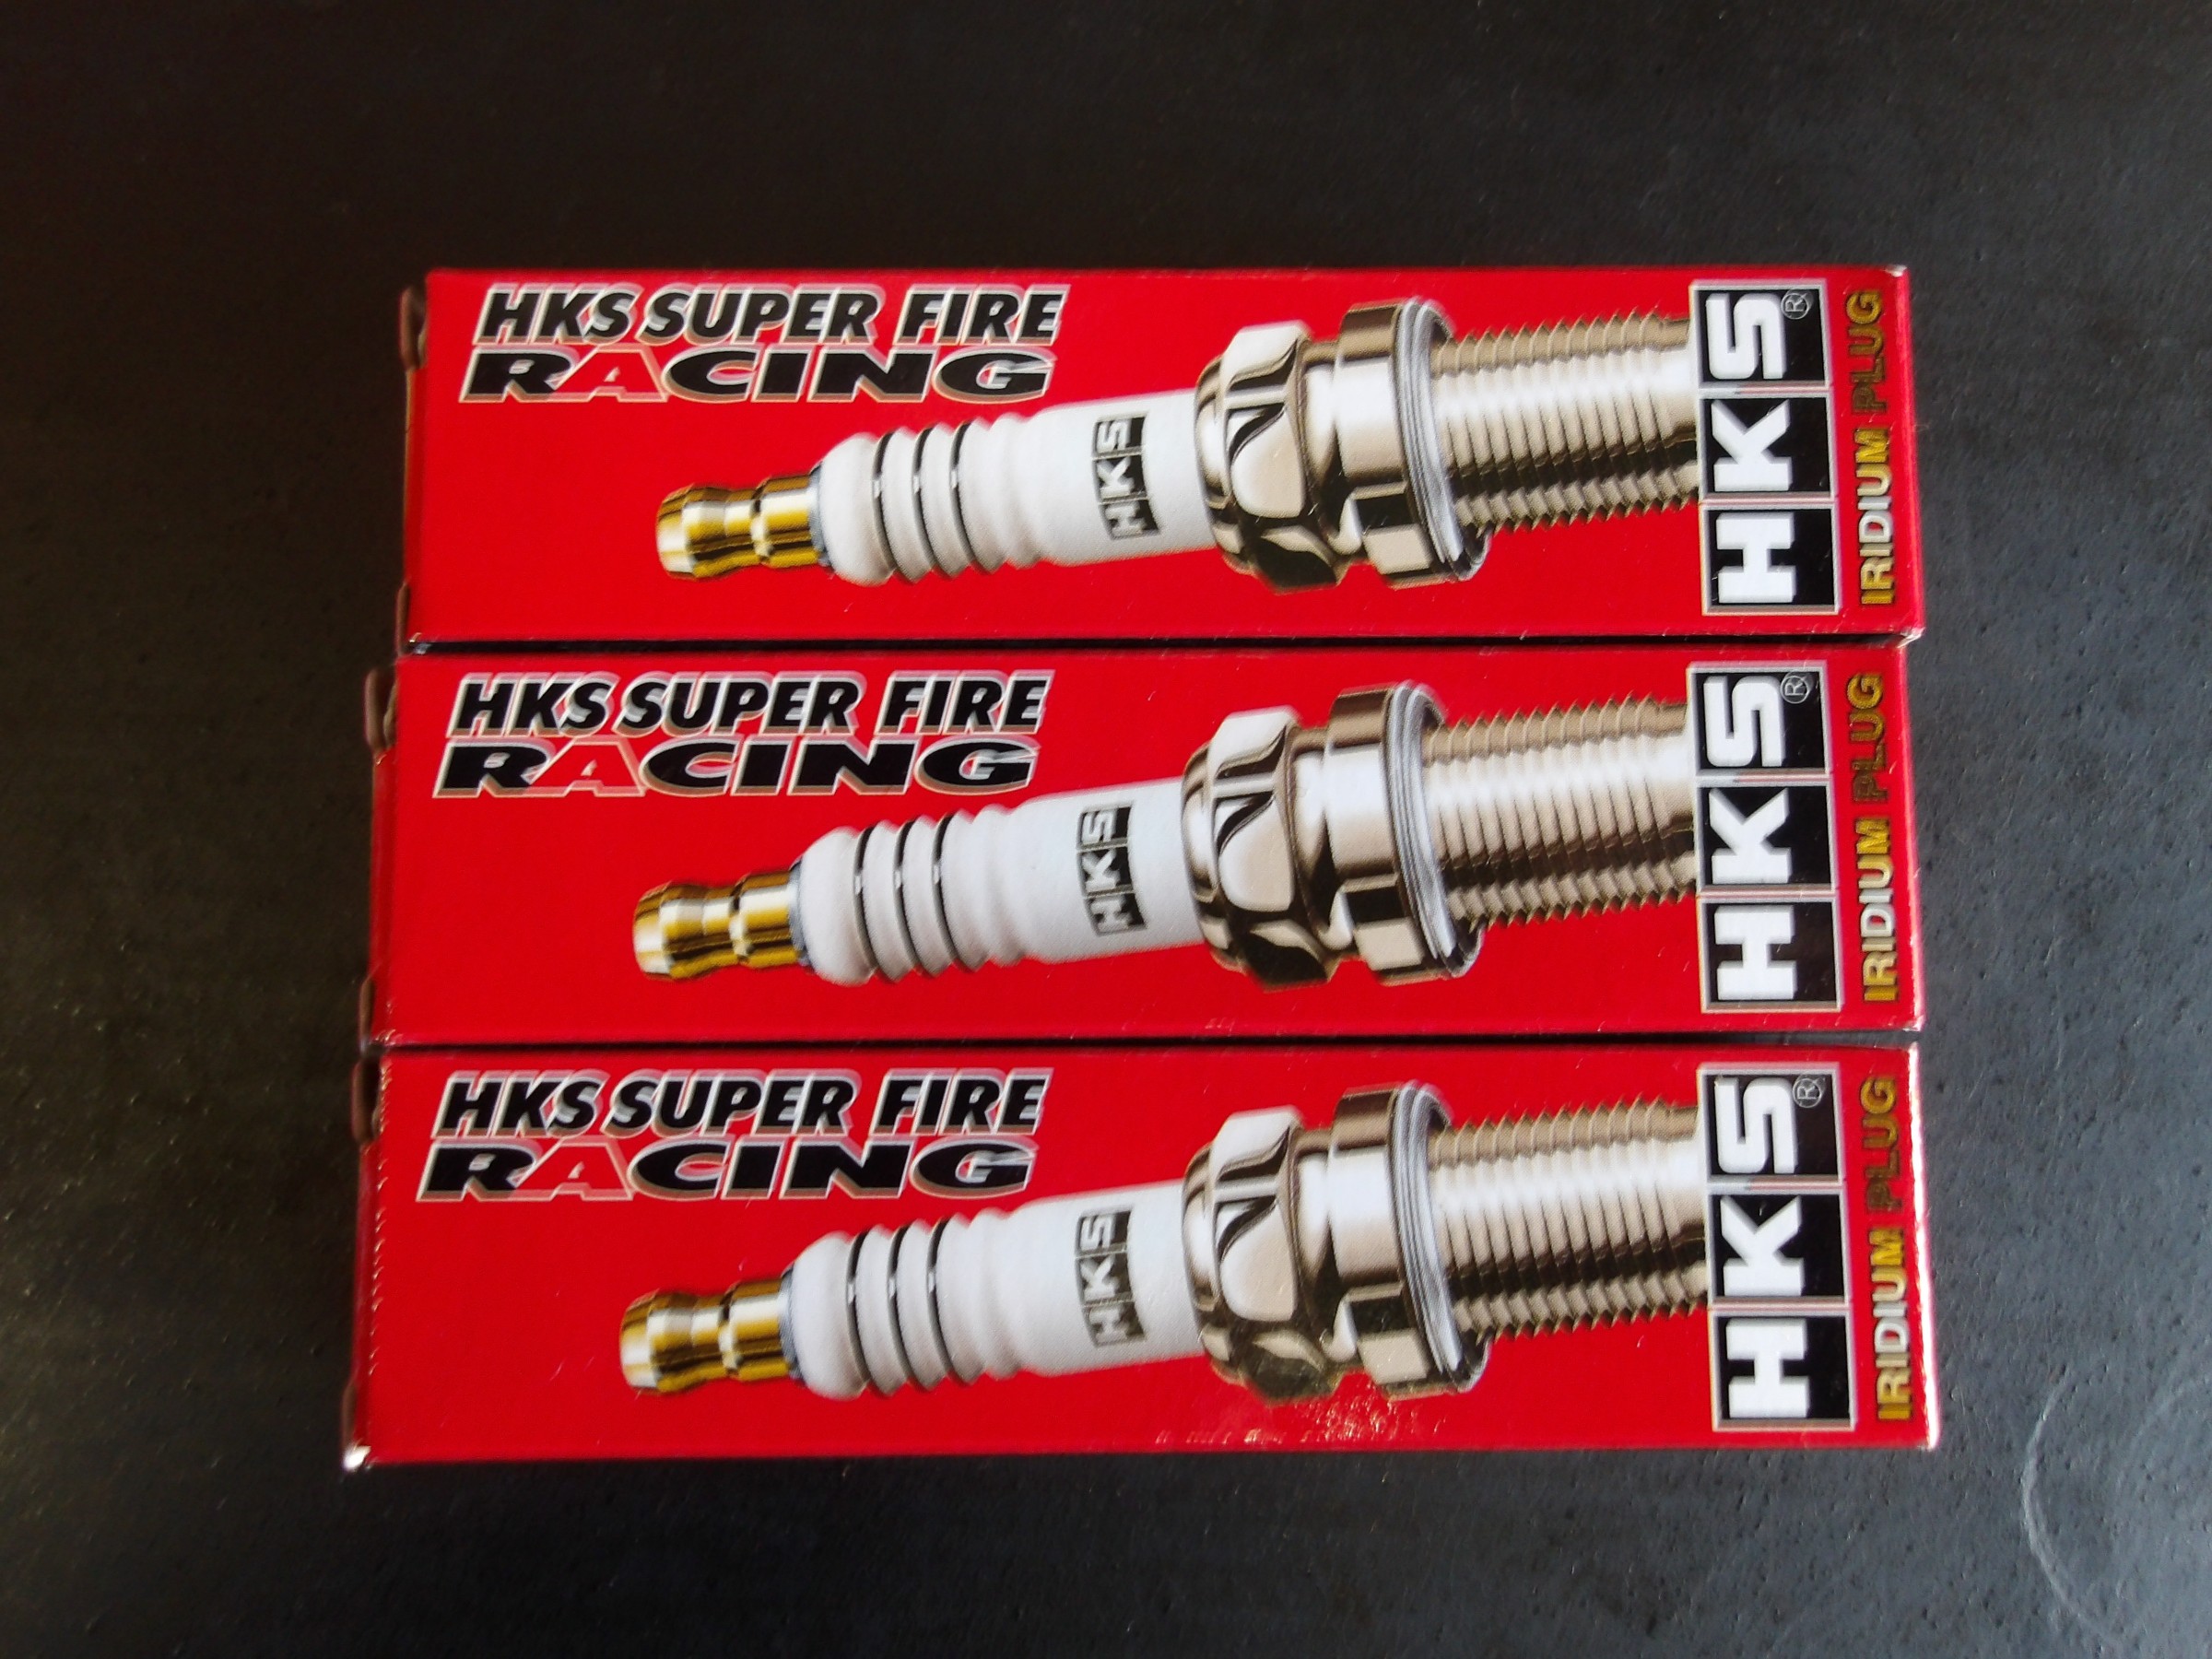 HKS SUPER FIRE
RACING
HKS
HKS®
IRIDIUM PLUG
HKS SUPER FIRE
RACING
HKS
HKS®
IRIDIUM PLUG
HKS SUPER FIRE
RACING
HKS
HKS®
IRIDIUM PLUG